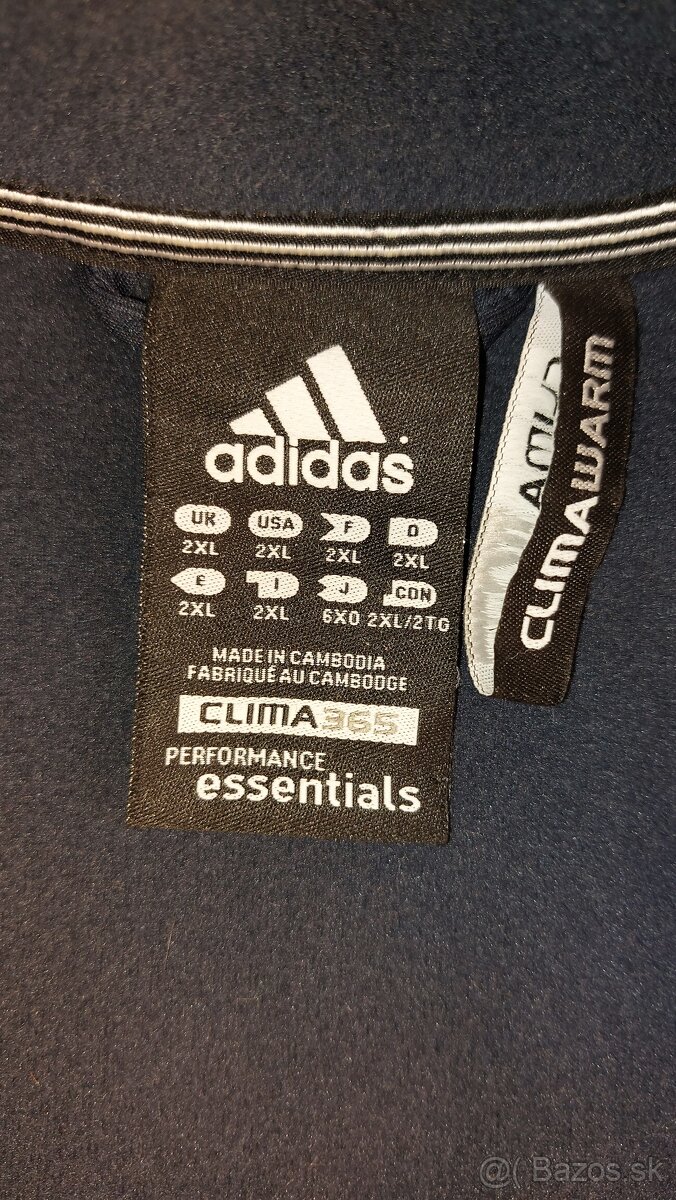 adidas
UK USA F D
2XL 2XL 2XL 2XL
E I J CDN
2XL 2XL 6XO 2XL/2TG
MADE IN CAMBODIA
FABRIQUÉ AU CAMBODGE
CLIMA365
PERFORMANCE
essentials
CLIMAWARM
@( Bazos.sk